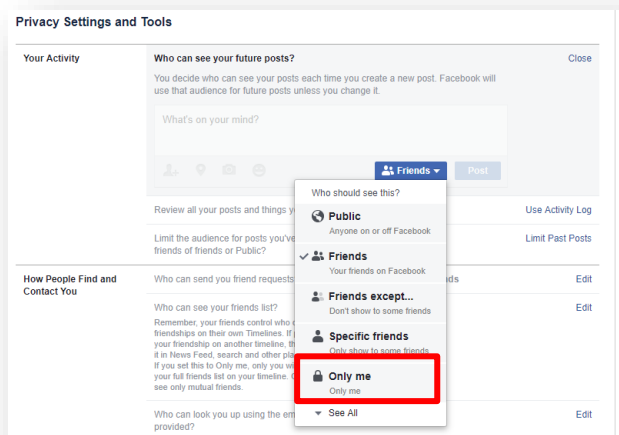 Privacy Settings and Tools
Your Activity
Who can see your future posts?
Close
You decide who can see your posts each time you create a new post. Facebook will
use that audience for future posts unless you change it.
What's on your mind?
Friends
Post
Who should see this?
Public
Anyone on or off Facebook
Friends
Your friends on Facebook
Friends except...
Don't show to some friends
Specific friends
Only show to some friends
Only me
Only me
See All
Review all your posts and things
Use Activity Log
Limit the audience for posts you've
friends of friends or Public?
Limit Past Posts
How People Find and
Contact You
Who can send you friend requests
Edit
Who can see your friends list?
Edit
Remember, your friends control who
friendships on their own Timelines. If
your friendship on another timeline,
it in News Feed, search and other
If you set this to Only me, only you
your full friends list on your timeline.
see only mutual friends.
Who can look you up using the
provided?
Edit